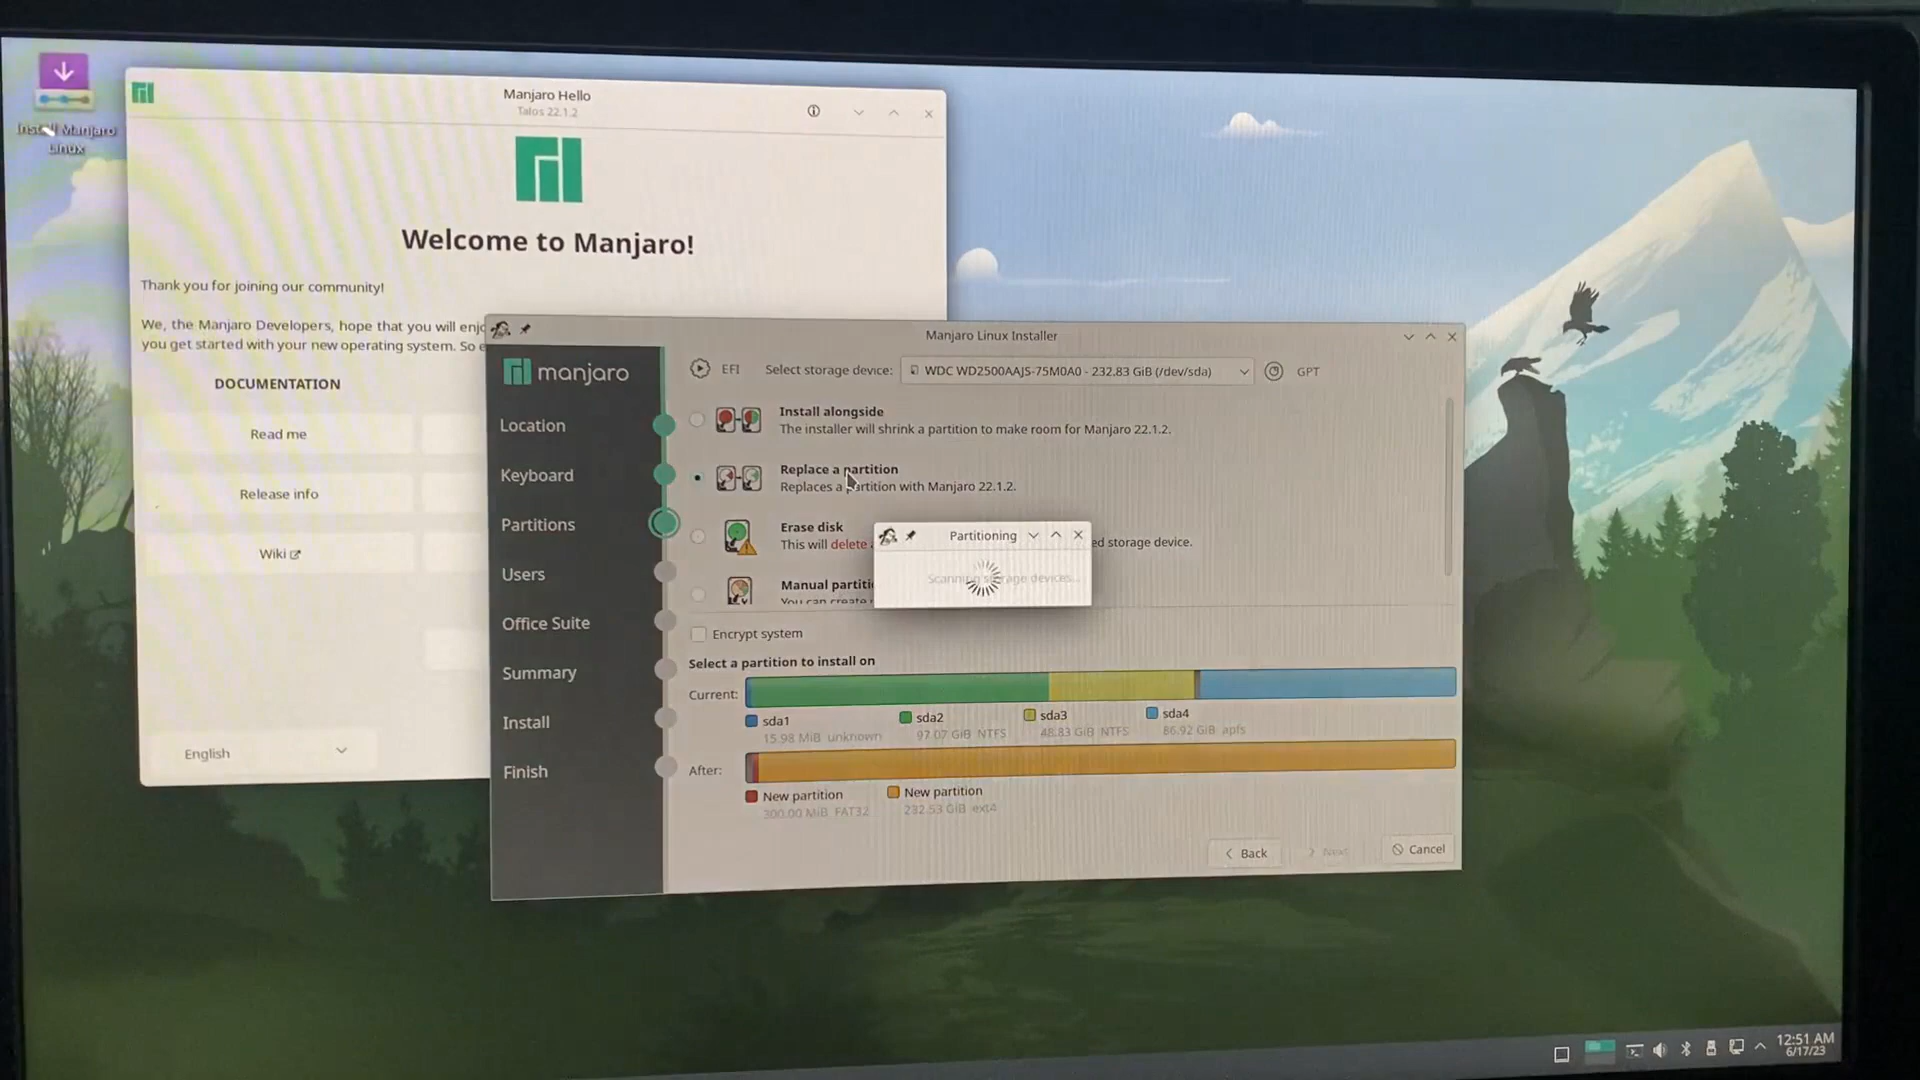 Install Manjaro
Linux
Manjaro Hello
Talos 22.1.2
Welcome to Manjaro!
Thank you for joining our community!
We, the Manjaro Developers, hope that you will enjo
you get started with your new operating system. So e
DOCUMENTATION
Read me
Release info
Wiki
English
Manjaro Linux Installer
manjaro
Location
Keyboard
Partitions
Users
Office Suite
Summary
Install
Finish
EFI
Select storage device:
WDC WD2500AAJS-75M0A0 - 232.83 GiB (/dev/sda)
GPT
Install alongside
The installer will shrink a partition to make room for Manjaro 22.1.2.
Replace a partition
Replaces a partition with Manjaro 22.1.2.
Erase disk
This will delete
ed storage device.
Manual partiti
You can create
Partitioning
Scanning storage devices...
Encrypt system
Select a partition to install on
Current:
sda1
15.98 MiB unknown
sda2
97.07 GiB NTFS
sda3
48.83 GiB NTFS
sda4
86.92 GiB apfs
After:
New partition
300.00 MiB FAT32
New partition
232.53 GiB ext4
Back
Next
Cancel
12:51 AM
6/17/23